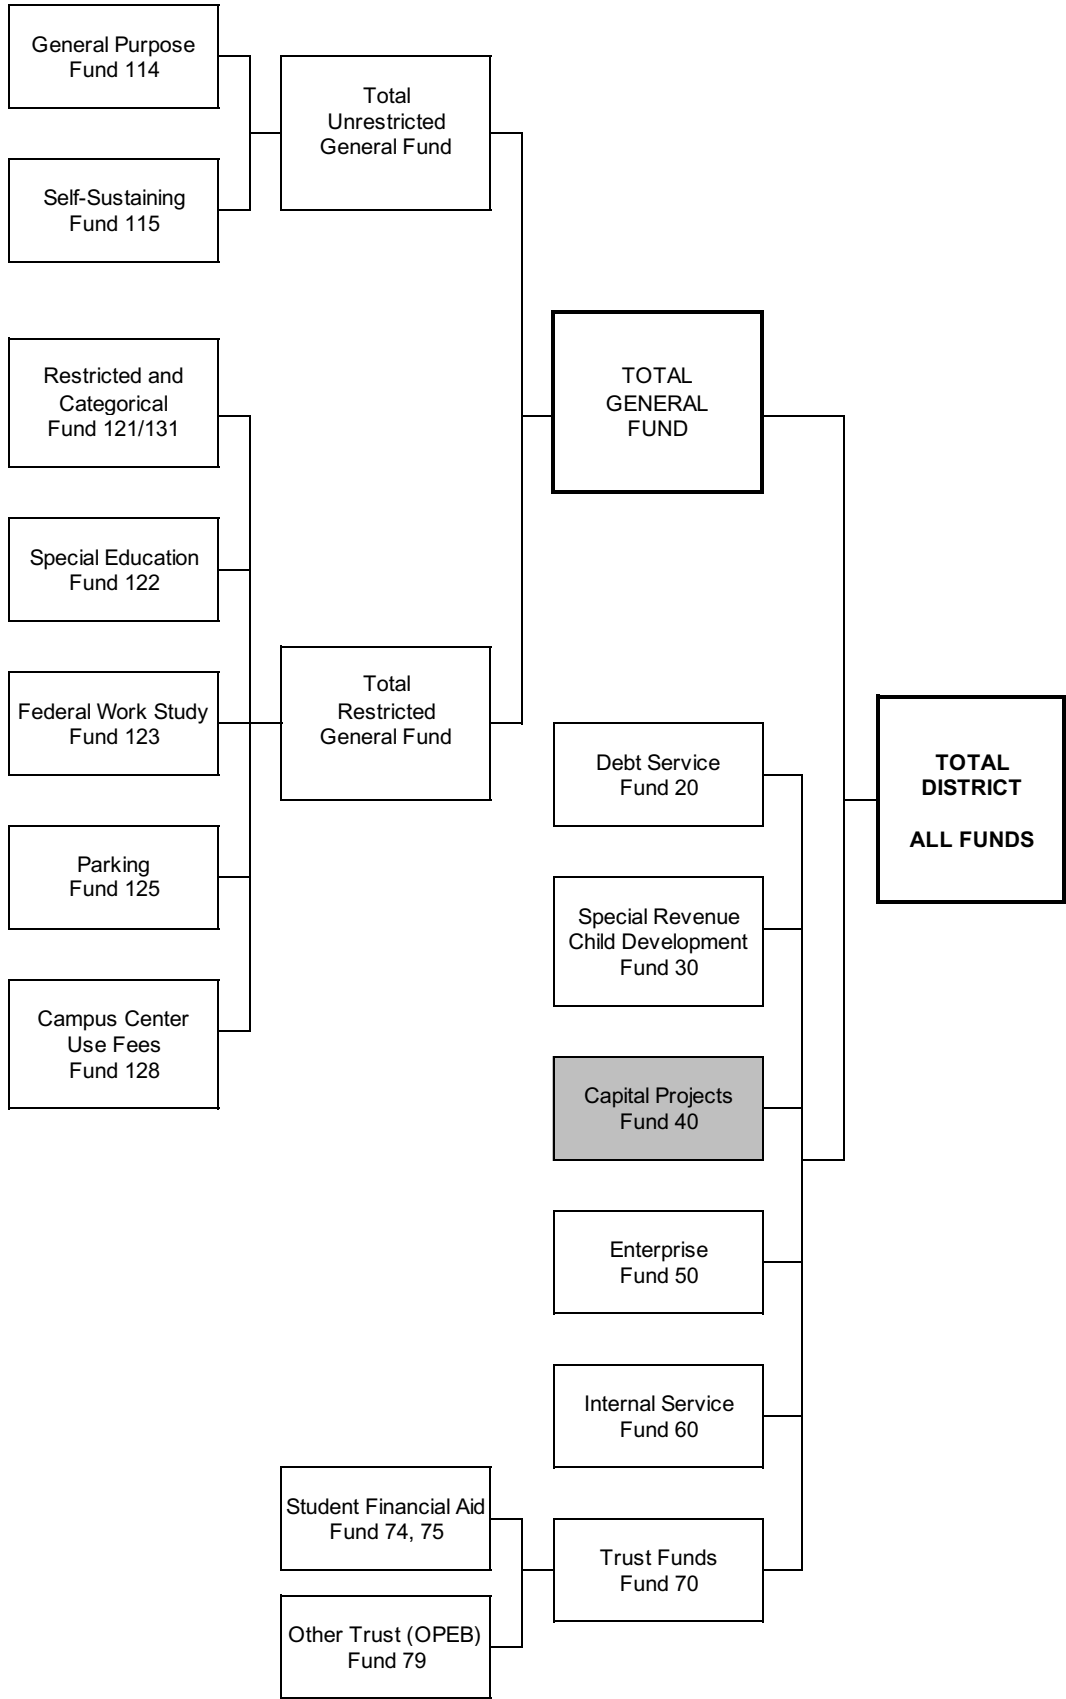 General Purpose
Fund 114
Total
Unrestricted
General Fund
Self-Sustaining
Fund 115
Restricted and
Categorical
Fund 121/131
TOTAL
GENERAL
FUND
Special Education
Fund 122
Federal Work Study
Fund 123
Total
Restricted
General Fund
Debt Service
Fund 20
TOTAL
DISTRICT
ALL FUNDS
Parking
Fund 125
Special Revenue
Child Development
Fund 30
Campus Center
Use Fees
Fund 128
Capital Projects
Fund 40
Enterprise
Fund 50
Internal Service
Fund 60
Student Financial Aid
Fund 74, 75
Trust Funds
Fund 70
Other Trust (OPEB)
Fund 79